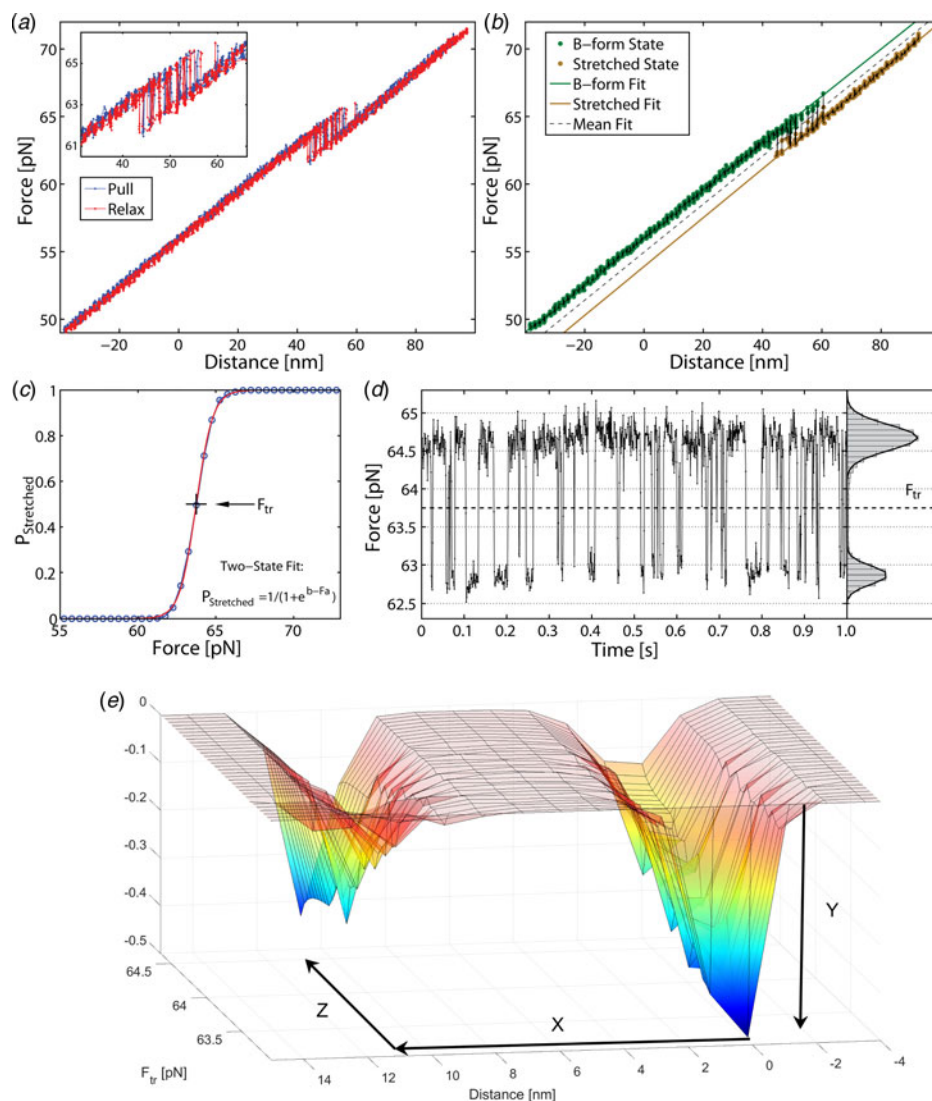 (a)
Force [pN]
70
65
60
55
50
65
63
61
40
50
60
Pull
Relax
−20 0 20 40 60 80
Distance [nm]
(b)
Force [pN]
70
65
60
55
50
B−form State
Stretched State
B−form Fit
Stretched Fit
Mean Fit
−20 0 20 40 60 80
Distance [nm]
(c)
PStretched
1
0.8
0.6
0.4
0.2
0
Ftr
Two−State Fit:
PStretched =1/(1+e^b−Fa)
55 60 65 70
Force [pN]
(d)
Force [pN]
65
64.5
64
63.5
63
62.5
Ftr
0 0.1 0.2 0.3 0.4 0.5 0.6 0.7 0.8 0.9 1.0
Time [s]
(e)
0
-0.1
-0.2
-0.3
-0.4
-0.5
64.5
64
63.5
Ftr [pN]
X
Y
Z
14 12 10 8 6 4 2 0 -2 -4
Distance [nm]